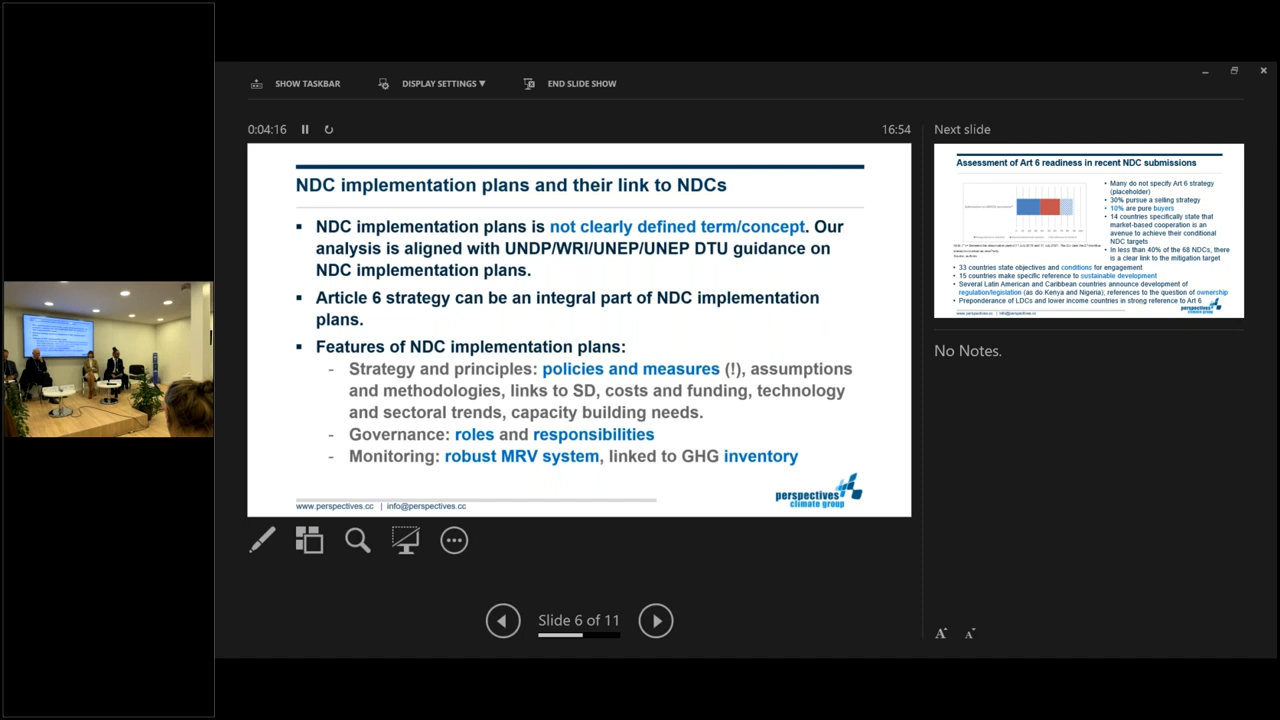 SHOW TASKBAR
DISPLAY SETTINGS ▼
END SLIDE SHOW
0:04:16
16:54
NDC implementation plans and their link to NDCs
▪ NDC implementation plans is not clearly defined term/concept. Our
analysis is aligned with UNDP/WRI/UNEP/UNEP DTU guidance on
NDC implementation plans.
▪ Article 6 strategy can be an integral part of NDC implementation
plans.
▪ Features of NDC implementation plans:
- Strategy and principles: policies and measures (!), assumptions
and methodologies, links to SD, costs and funding, technology
and sectoral trends, capacity building needs.
- Governance: roles and responsibilities
- Monitoring: robust MRV system, linked to GHG inventory
www.perspectives.cc | info@perspectives.cc
perspectives
climate group
Slide 6 of 11
Next slide
Assessment of Art 6 readiness in recent NDC submissions
• Many do not specify Art 6 strategy
(placeholder)
• 30% pursue a selling strategy
• 10% are pure buyers
• 14 countries specifically state that
market-based cooperation is an
avenue to achieve their conditional
NDC targets
• In less than 40% of the 68 NDCs, there
is a clear link to the mitigation target
• 33 countries state objectives and conditions for engagement
• 15 countries make specific reference to sustainable development
• Several Latin American and Caribbean countries announce development of
regulation/legislation (as do Kenya and Nigeria); references to the question of ownership
• Preponderance of LDCs and lower income countries in strong reference to Art 6
www.perspectives.cc | info@perspectives.cc
No Notes.